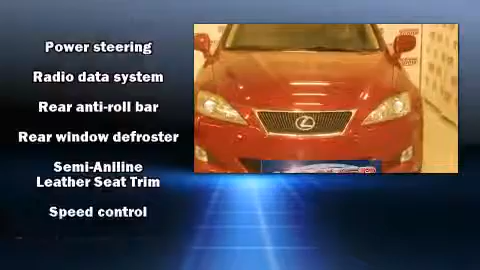 Power steering
Radio data system
Rear anti-roll bar
Rear window defroster
Semi-Aniline
Leather Seat Trim
Speed control